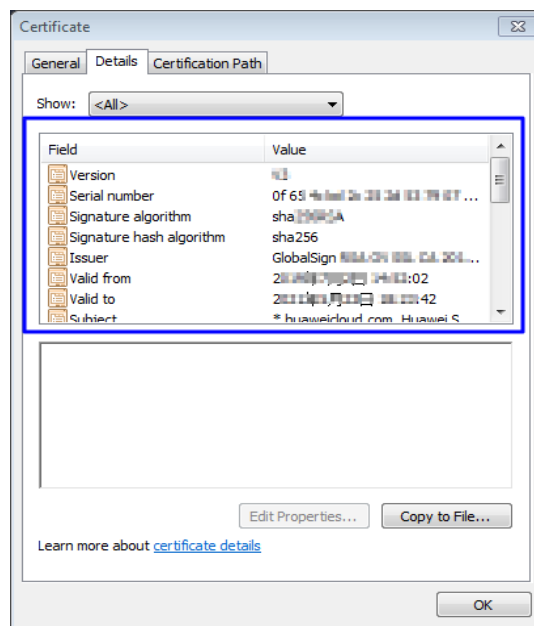 Certificate
General Details Certification Path
Show: <All>
Field Value
Version
Serial number 0f 65 ...
Signature algorithm sha
Signature hash algorithm sha256
Issuer GlobalSign ...
Valid from :02
Valid to :42
Subject *.huaweicloud.com, Huawei S
Edit Properties... Copy to File...
Learn more about certificate details
OK